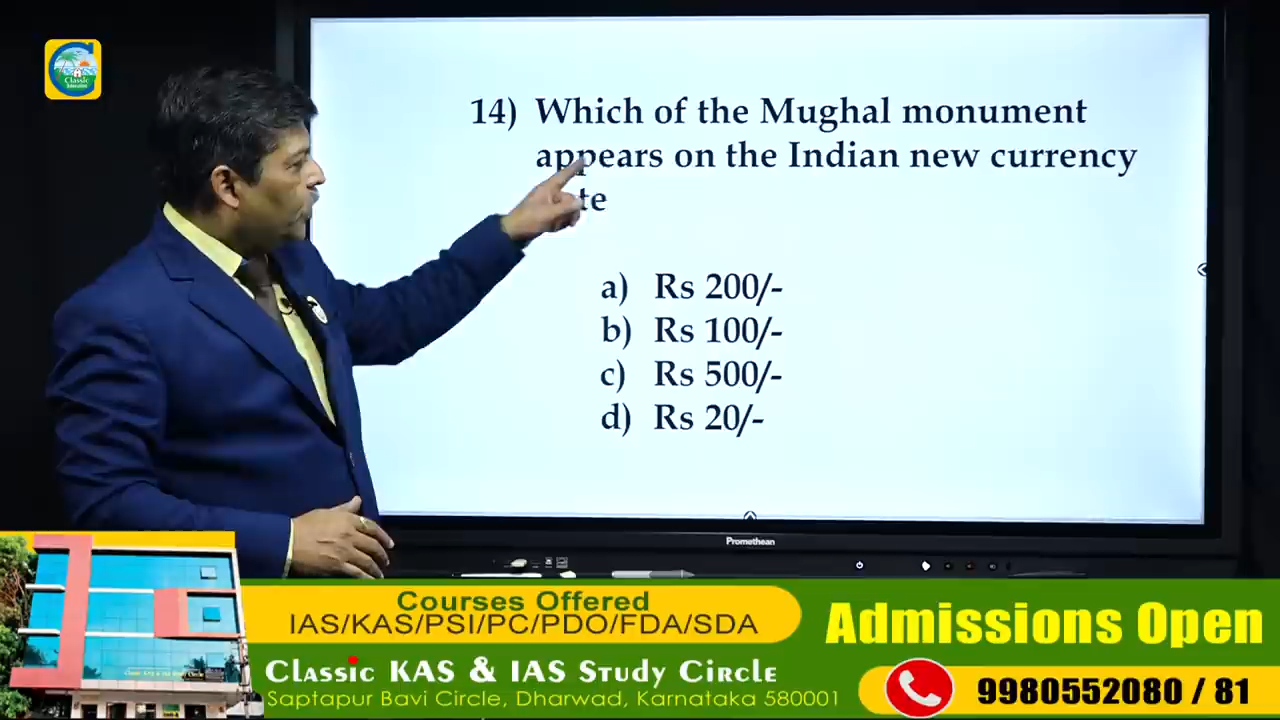 Classic
14) Which of the Mughal monument
appears on the Indian new currency
te
a) Rs 200/-
b) Rs 100/-
c) Rs 500/-
d) Rs 20/-
Promethean
Courses Offered
IAS/KAS/PSI/PC/PDO/FDA/SDA
Classic KAS & IAS Study Circle
Saptapur Bavi Circle, Dharwad, Karnataka 580001
Admissions Open
9980552080 / 81